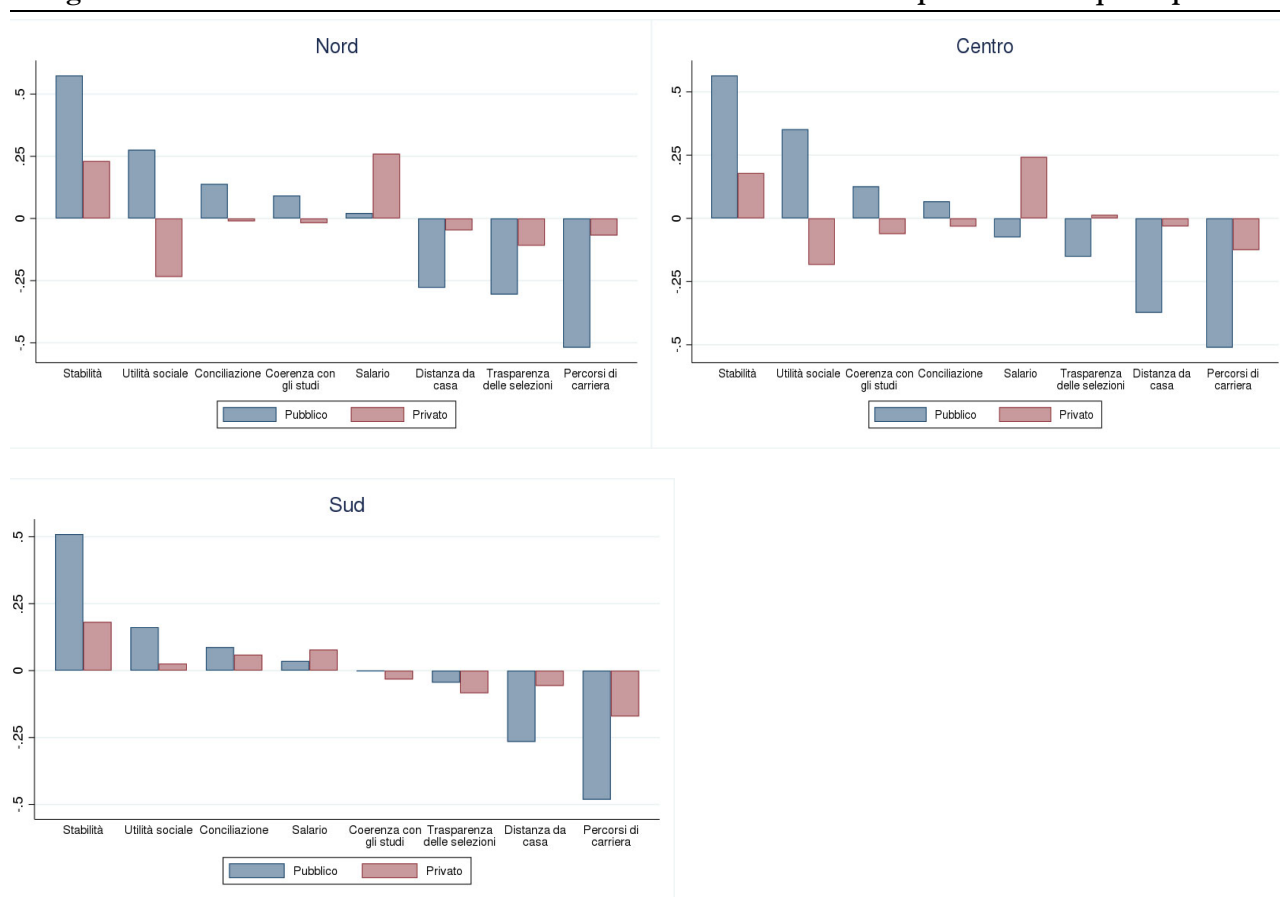 Nord
.5
.25
0
-.25
-.5
Stabilità Utilità sociale Conciliazione Coerenza con gli studi Salario Distanza da casa Trasparenza delle selezioni Percorsi di carriera
Pubblico Privato
Centro
.5
.25
0
-.25
-.5
Stabilità Utilità sociale Coerenza con gli studi Conciliazione Salario Trasparenza delle selezioni Distanza da casa Percorsi di carriera
Pubblico Privato
Sud
.5
.25
0
-.25
-.5
Stabilità Utilità sociale Conciliazione Salario Coerenza con gli studi Trasparenza delle selezioni Distanza da casa Percorsi di carriera
Pubblico Privato